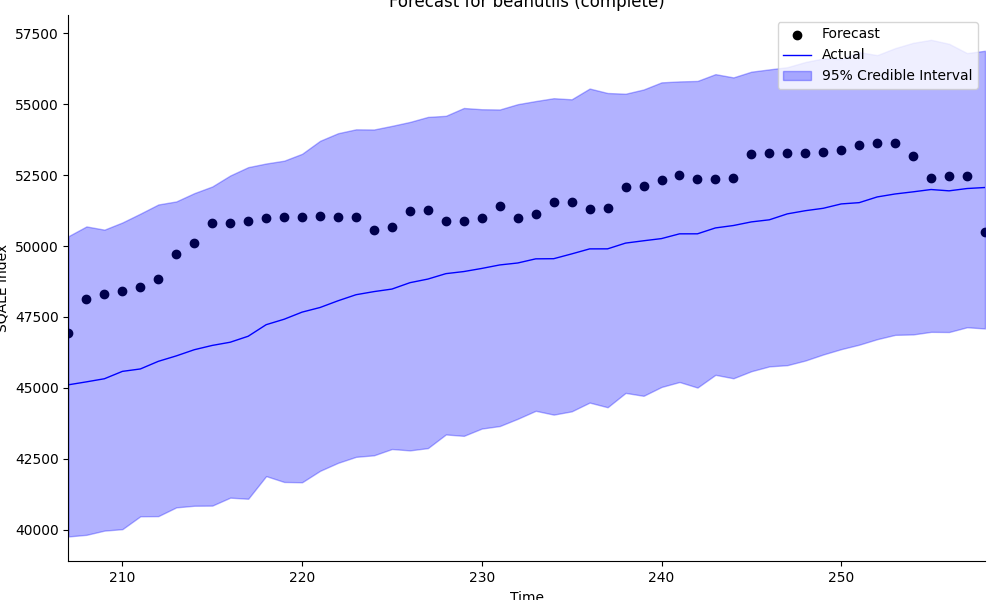 Forecast for beanutils (complete)
57500
55000
52500
50000
47500
45000
42500
40000
SQALE Index
Forecast
Actual
95% Credible Interval
210
220
230
240
250
Time